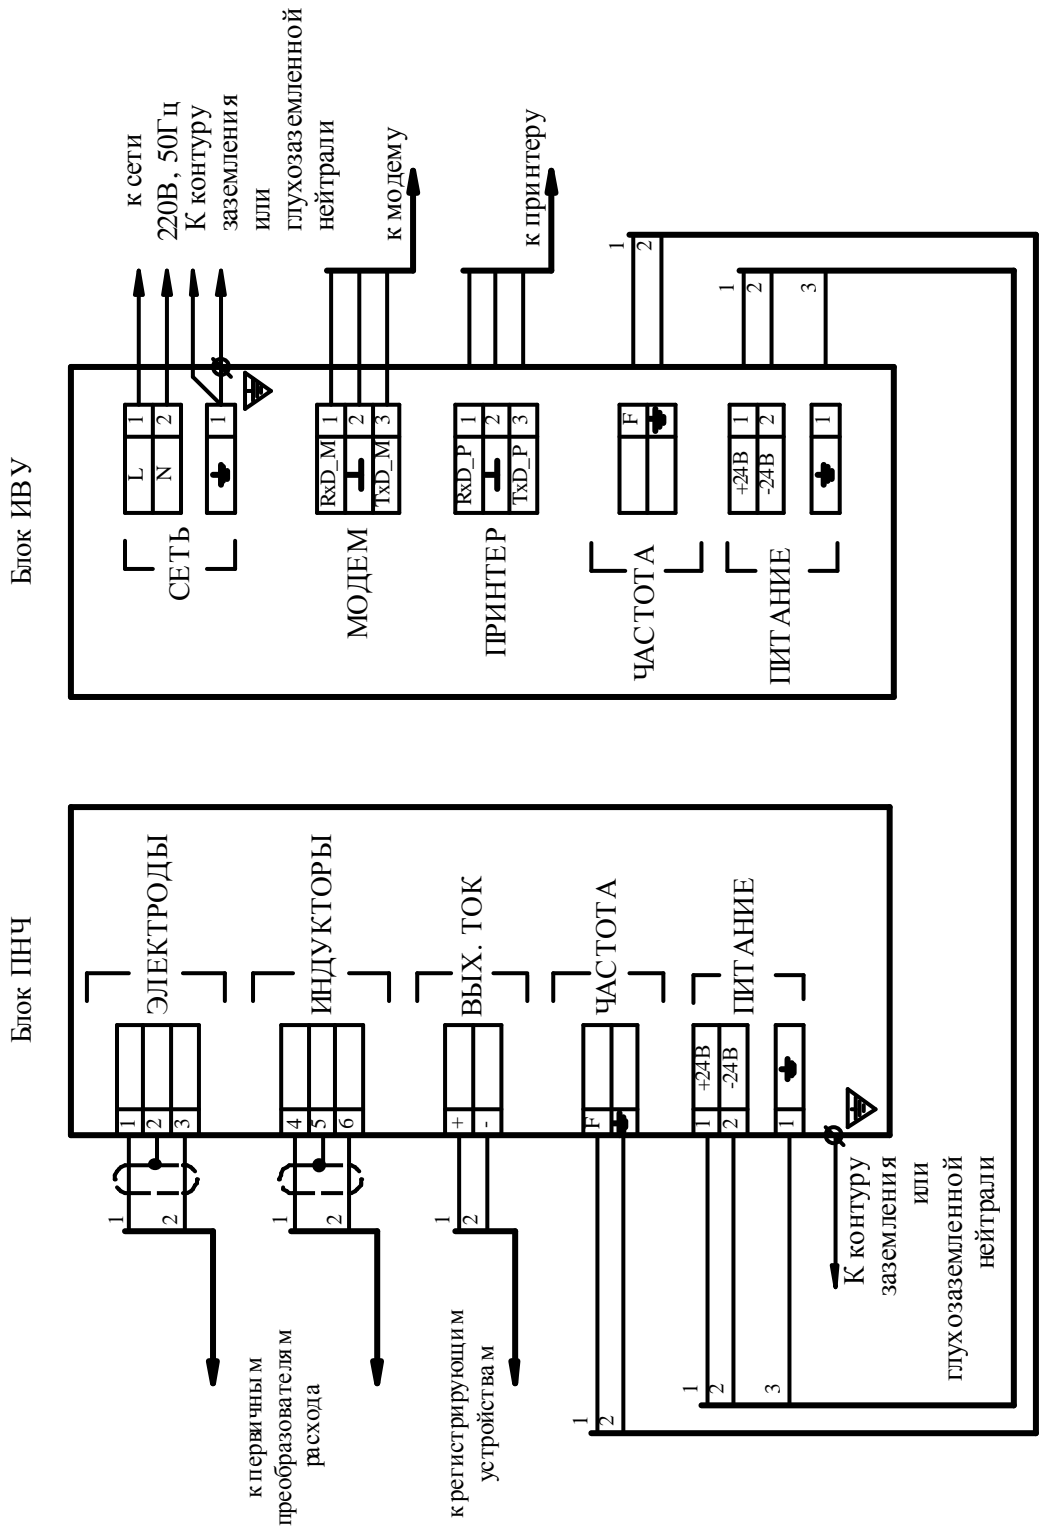 Блок ПНЧ
Блок ИВУ
ЭЛЕКТРОДЫ
1
2
3
1
2
ИНДУКТОРЫ
4
5
6
1
2
к первичным
преобразователям
расхода
ВЫХ. ТОК
+
-
1
2
к регистрирующим
устройствам
ЧАСТОТА
F
1
2
ПИТАНИЕ
1 +24В
2 -24В
1
1
2
3
К контуру
заземления
или
глухозаземленной
нейтрали
СЕТЬ
L 1
N 2
1
к сети
220В, 50Гц
К контуру
заземления
или
глухозаземленной
нейтрали
МОДЕМ
RxD_M 1
2
TxD_M 3
к модему
ПРИНТЕР
RxD_P 1
2
TxD_P 3
к принтеру
ЧАСТОТА
F
1
2
ПИТАНИЕ
+24В 1
-24В 2
1
1
2
3